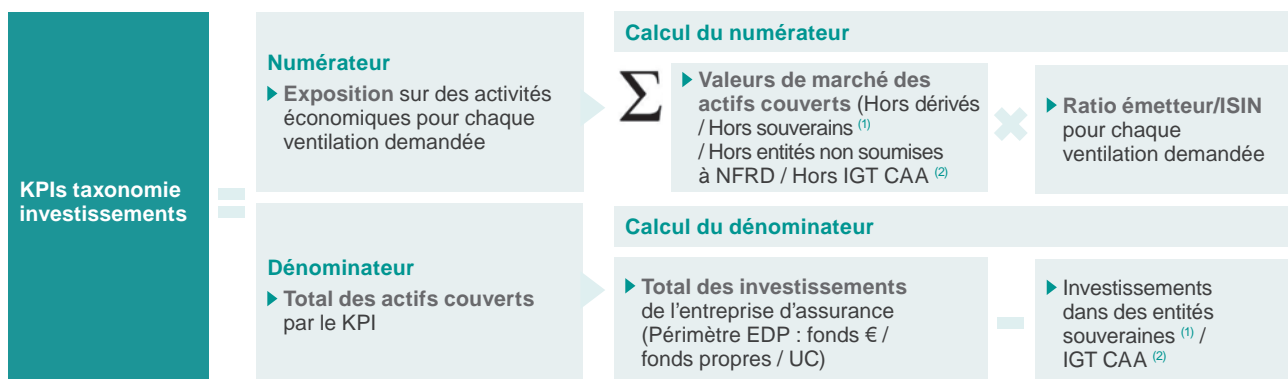 KPIs taxonomie
investissements
=
Numérateur
Exposition sur des activités
économiques pour chaque
ventilation demandée
Calcul du numérateur
Σ
Valeurs de marché des
actifs couverts (Hors dérivés
/ Hors souverains (1)
/ Hors entités non soumises
à NFRD / Hors IGT CAA (2)
×
Ratio émetteur/ISIN
pour chaque
ventilation demandée
Dénominateur
Total des actifs couverts
par le KPI
Calcul du dénominateur
Total des investissements
de l’entreprise d’assurance
(Périmètre EDP : fonds € /
fonds propres / UC)
-
Investissements
dans des entités
souveraines (1) /
IGT CAA (2)